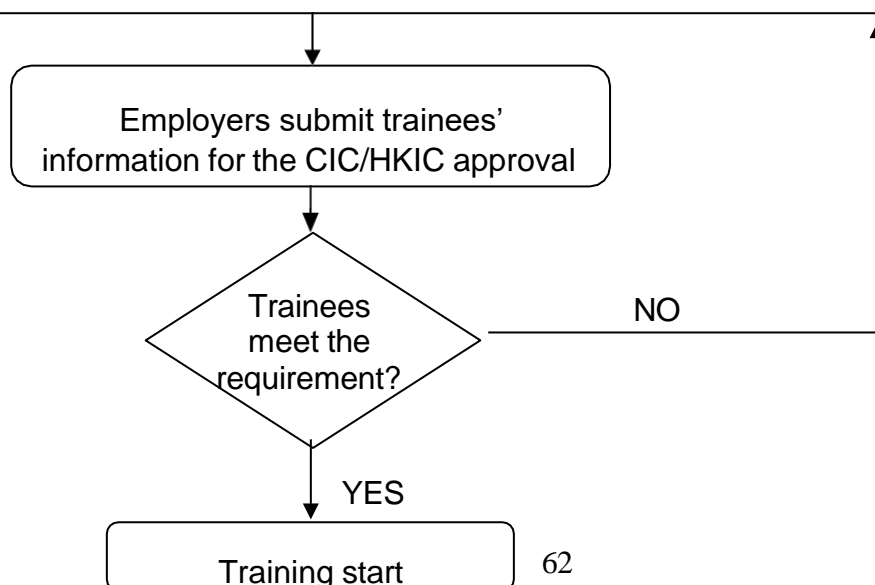 Employers submit trainees’
information for the CIC/HKIC approval
Trainees
meet the
requirement?
NO
YES
Training start
62